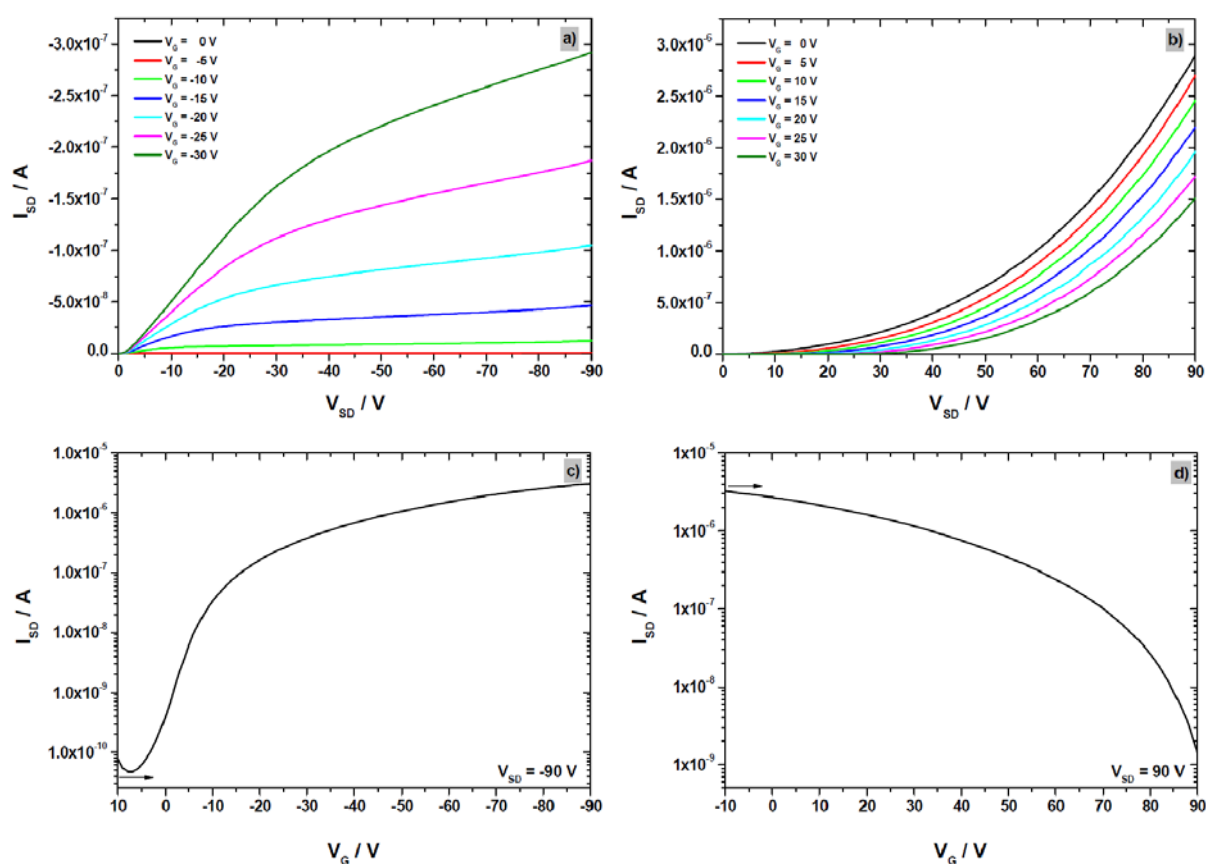 a)
-3.0x10-7
-2.5x10-7
-2.0x10-7
-1.5x10-7
-1.0x10-7
-5.0x10-8
0.0
ISD / A
VG = 0 V
VG = -5 V
VG = -10 V
VG = -15 V
VG = -20 V
VG = -25 V
VG = -30 V
0 -10 -20 -30 -40 -50 -60 -70 -80 -90
VSD / V
b)
3.0x10-6
2.5x10-6
2.0x10-6
1.5x10-6
1.0x10-6
5.0x10-7
0.0
ISD / A
VG = 0 V
VG = 5 V
VG = 10 V
VG = 15 V
VG = 20 V
VG = 25 V
VG = 30 V
0 10 20 30 40 50 60 70 80 90
VSD / V
c)
1.0x10-5
1.0x10-6
1.0x10-7
1.0x10-8
1.0x10-9
1.0x10-10
ISD / A
VSD = -90 V
10 0 -10 -20 -30 -40 -50 -60 -70 -80 -90
VG / V
d)
1x10-5
1x10-6
1x10-7
1x10-8
1x10-9
ISD / A
VSD = 90 V
-10 0 10 20 30 40 50 60 70 80 90
VG / V